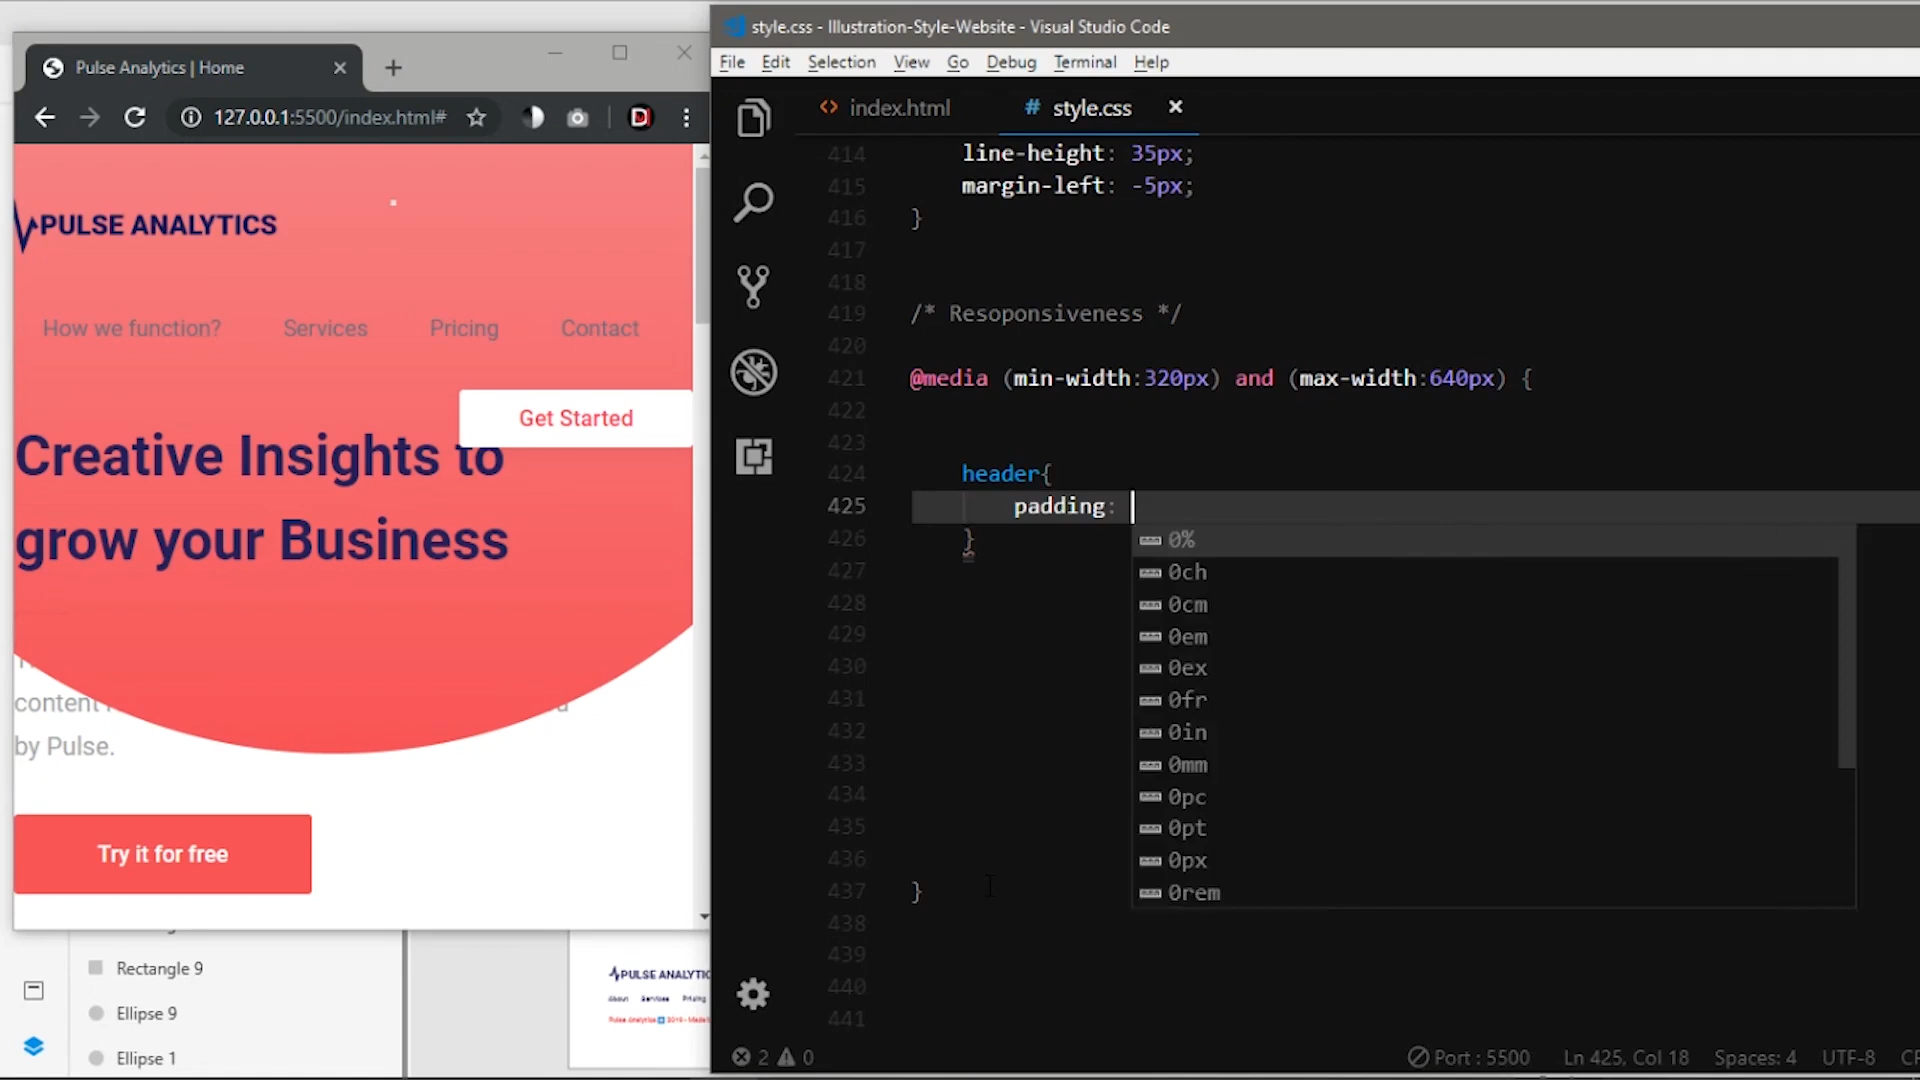 style.css - Illustration-Style-Website - Visual Studio Code
Pulse Analytics | Home
127.0.0.1:5500/index.html#
File Edit Selection View Go Debug Terminal Help
index.html
# style.css
PULSE ANALYTICS
How we function? Services Pricing Contact
Get Started
Creative Insights to
grow your Business
content
by Pulse.
Try it for free
Rectangle 9
Ellipse 9
Ellipse 1
PULSE ANALYTIC
About Services Pricing
414 line-height: 35px;
415 margin-left: -5px;
416 }
417
418
419 /* Resoponsiveness */
420
421 @media (min-width:320px) and (max-width:640px) {
422
423
424 header{
425 padding:
426 }
427
428
429
430
431
432
433
434
435
436
437 }
438
439
440
441
0%
0ch
0cm
0em
0ex
0fr
0in
0mm
0pc
0pt
0px
0rem
2 0
Port : 5500 Ln 425, Col 18 Spaces: 4 UTF-8